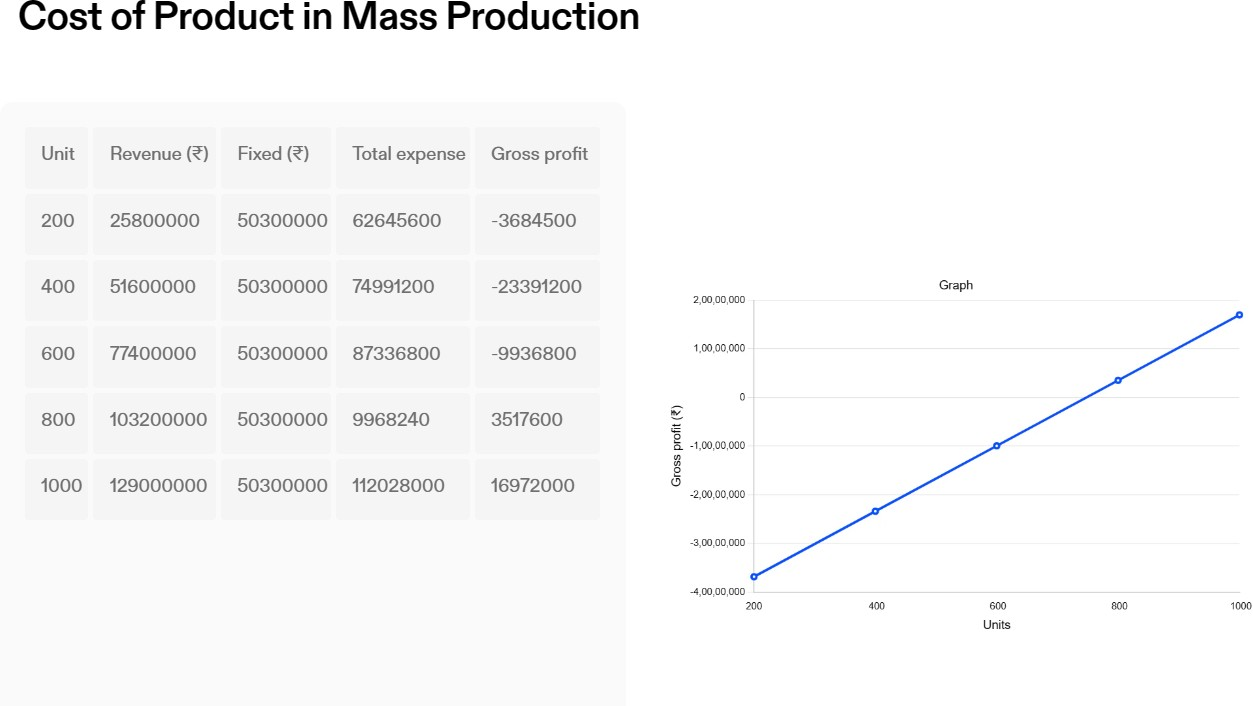 Cost of Product in Mass Production
Unit Revenue (₹) Fixed (₹) Total expense Gross profit
200 25800000 50300000 62645600 -3684500
400 51600000 50300000 74991200 -23391200
600 77400000 50300000 87336800 -9936800
800 103200000 50300000 9968240 3517600
1000 129000000 50300000 112028000 16972000
Graph
2,00,00,000
1,00,00,000
0
-1,00,00,000
-2,00,00,000
-3,00,00,000
-4,00,00,000
Gross profit (₹)
200 400 600 800 1000
Units